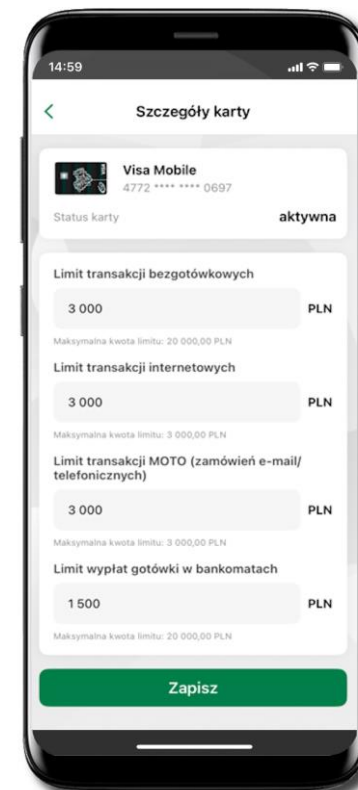 14:59
Szczegóły karty
Visa Mobile
4772 **** **** 0697
Status karty aktywna
Limit transakcji bezgotówkowych
3 000 PLN
Maksymalna kwota limitu: 20 000,00 PLN
Limit transakcji internetowych
3 000 PLN
Maksymalna kwota limitu: 3 000,00 PLN
Limit transakcji MOTO (zamówień e-mail/
telefonicznych)
3 000 PLN
Maksymalna kwota limitu: 3 000,00 PLN
Limit wypłat gotówki w bankomatach
1 500 PLN
Maksymalna kwota limitu: 20 000,00 PLN
Zapisz